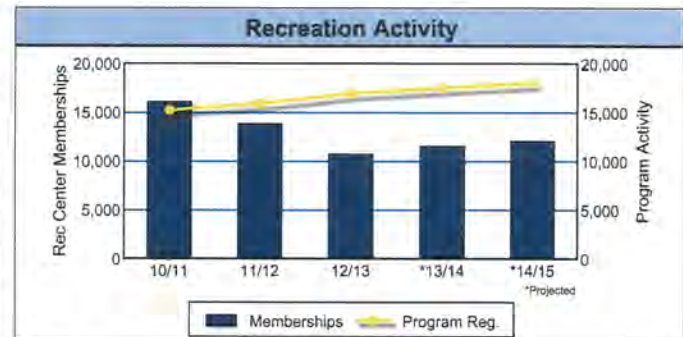 Recreation Activity
20,000
15,000
10,000
5,000
0
Rec Center Memberships
20,000
15,000
10,000
5,000
0
Program Activity
10/11
11/12
12/13
*13/14
*14/15
*Projected
Memberships
Program Reg.